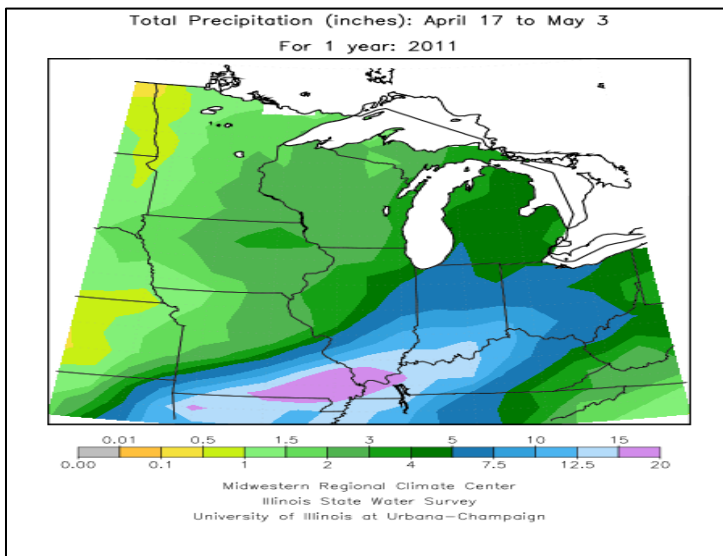 Total Precipitation (inches): April 17 to May 3
For 1 year: 2011
0.01 0.5 1.5 3 5 10 15
0.00 0.1 1 2 4 7.5 12.5 20
Midwestern Regional Climate Center
Illinois State Water Survey
University of Illinois at Urbana-Champaign